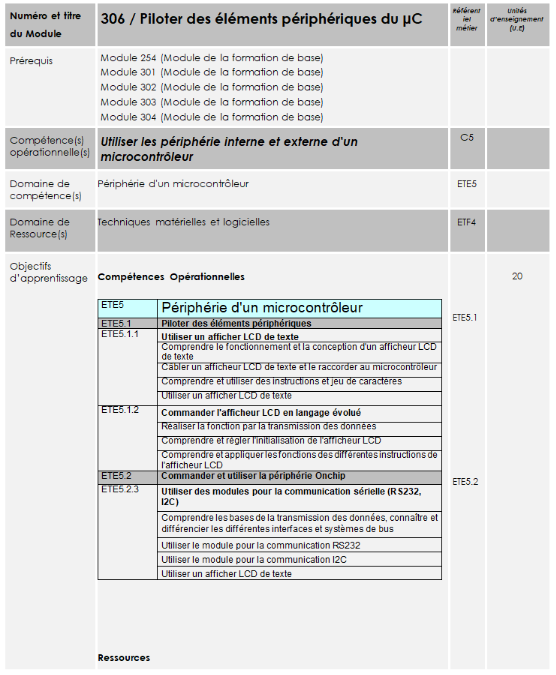 Numéro et titre
du Module
306 / Piloter des éléments périphériques du µC
Référent
iel
métier
Unités
d'enseignement
(U.E)
Prérequis
Module 254 (Module de la formation de base)
Module 301 (Module de la formation de base)
Module 302 (Module de la formation de base)
Module 303 (Module de la formation de base)
Module 304 (Module de la formation de base)
Compétence(s)
opérationnelle(s)
Utiliser les périphérie interne et externe d'un
microcontrôleur
C5
Domaine de
compétence(s)
Périphérie d'un microcontrôleur
ETE5
Domaine de
Ressource(s)
Techniques matérielles et logicielles
ETF4
Objectifs
d'apprentissage
Compétences Opérationnelles
20
ETE5
Périphérie d'un microcontrôleur
ETE5.1
ETE5.1
Piloter des éléments périphériques
ETE5.1.1
Utiliser un afficher LCD de texte
Comprendre le fonctionnement et la conception d'un afficheur LCD
de texte
Câbler un afficheur LCD de texte et le raccorder au microcontrôleur
Comprendre et utiliser des instructions et jeu de caractères
Utiliser un afficher LCD de texte
ETE5.1.2
Commander l'afficheur LCD en langage évolué
Réaliser la fonction par la transmission des données
Comprendre et régler l'initialisation de l'afficheur LCD
Comprendre et appliquer les fonctions des différentes instructions de
l'afficheur LCD
ETE5.2
Commander et utiliser la périphérie Onchip
ETE5.2
ETE5.2.3
Utiliser des modules pour la communication sérielle (RS232,
I2C)
Comprendre les bases de la transmission des données, connaître et
différencier les différentes interfaces et systèmes de bus
Utiliser le module pour la communication RS232
Utiliser le module pour la communication I2C
Utiliser un afficher LCD de texte
Ressources